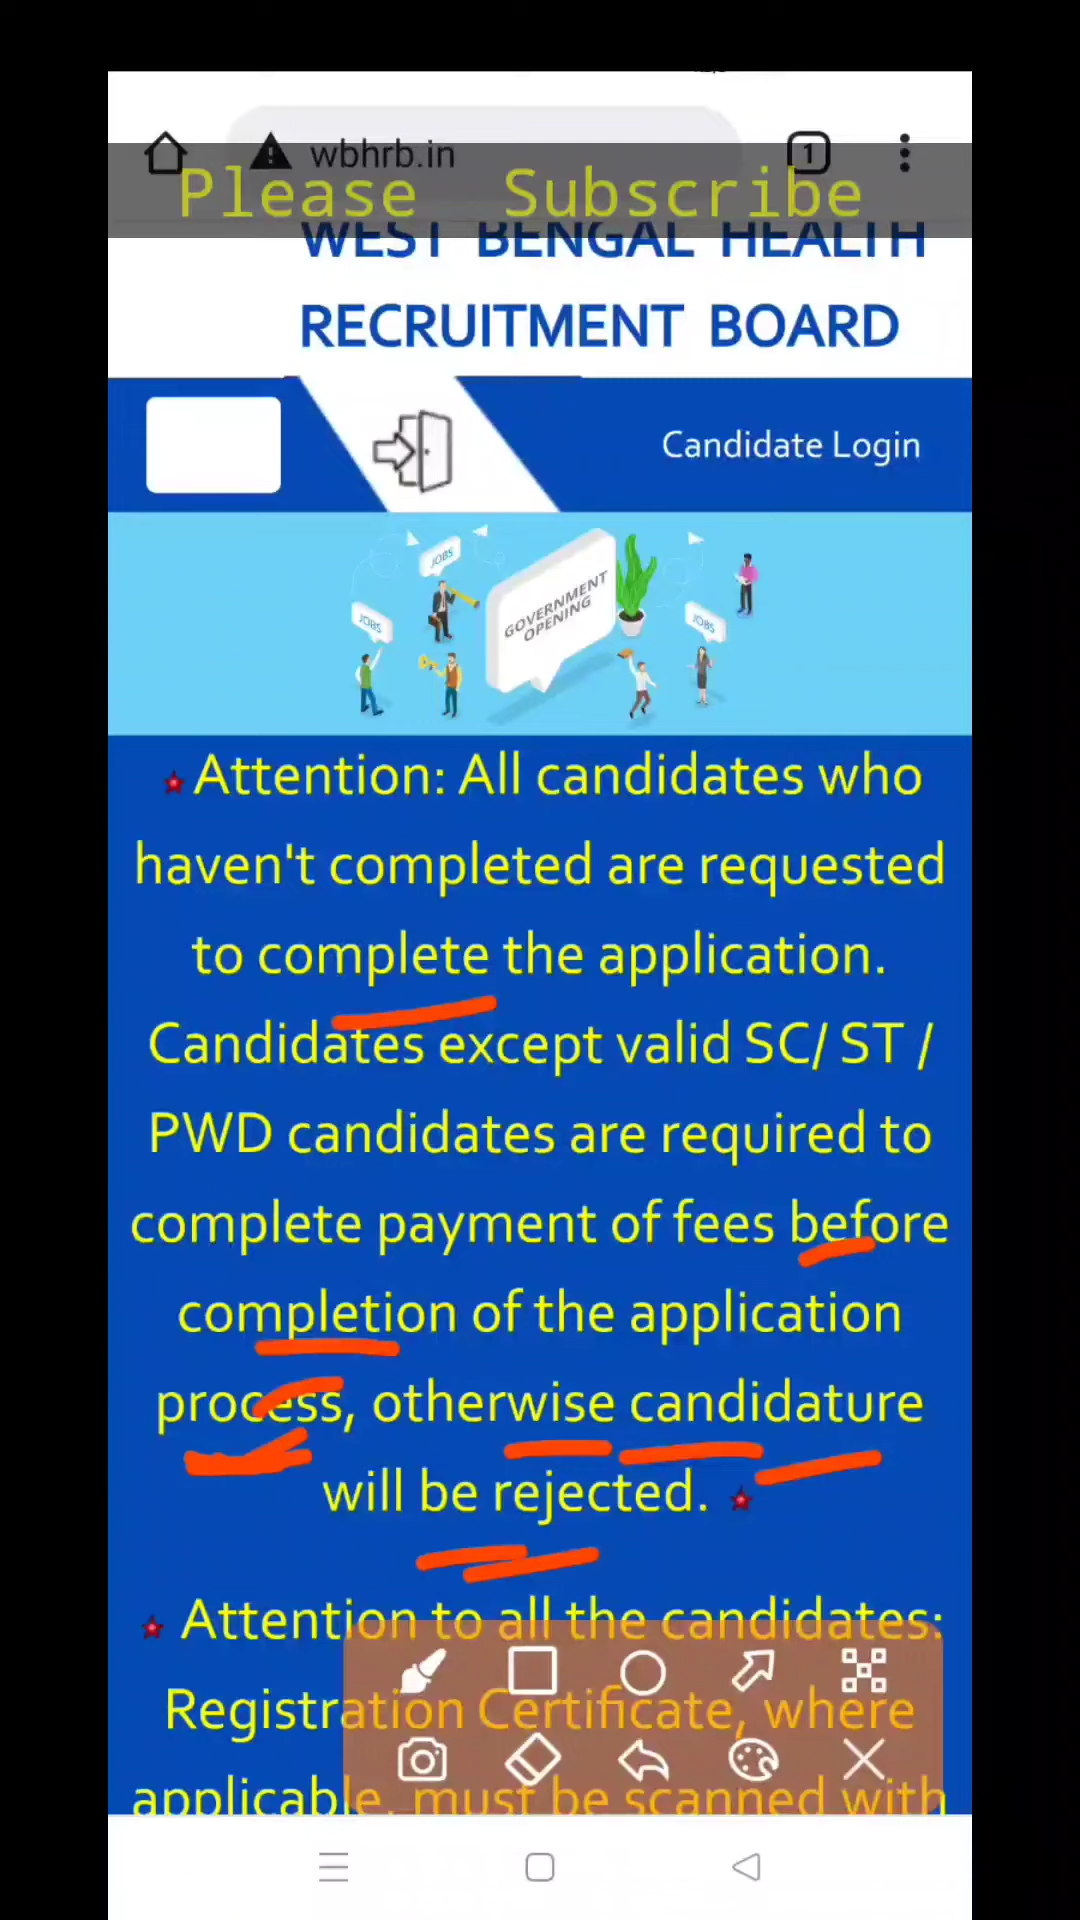 wbhrb.in
1
Please Subscribe
WEST BENGAL HEALTH
RECRUITMENT BOARD
Candidate Login
JOBS
GOVERNMENT
OPENING
JOBS
JOBS
Attention: All candidates who
haven't completed are requested
to complete the application.
Candidates except valid SC/ ST /
PWD candidates are required to
complete payment of fees before
completion of the application
process, otherwise candidature
will be rejected.
Attention to all the candidates:
Registration Certificate, where
applicable, must be scanned with